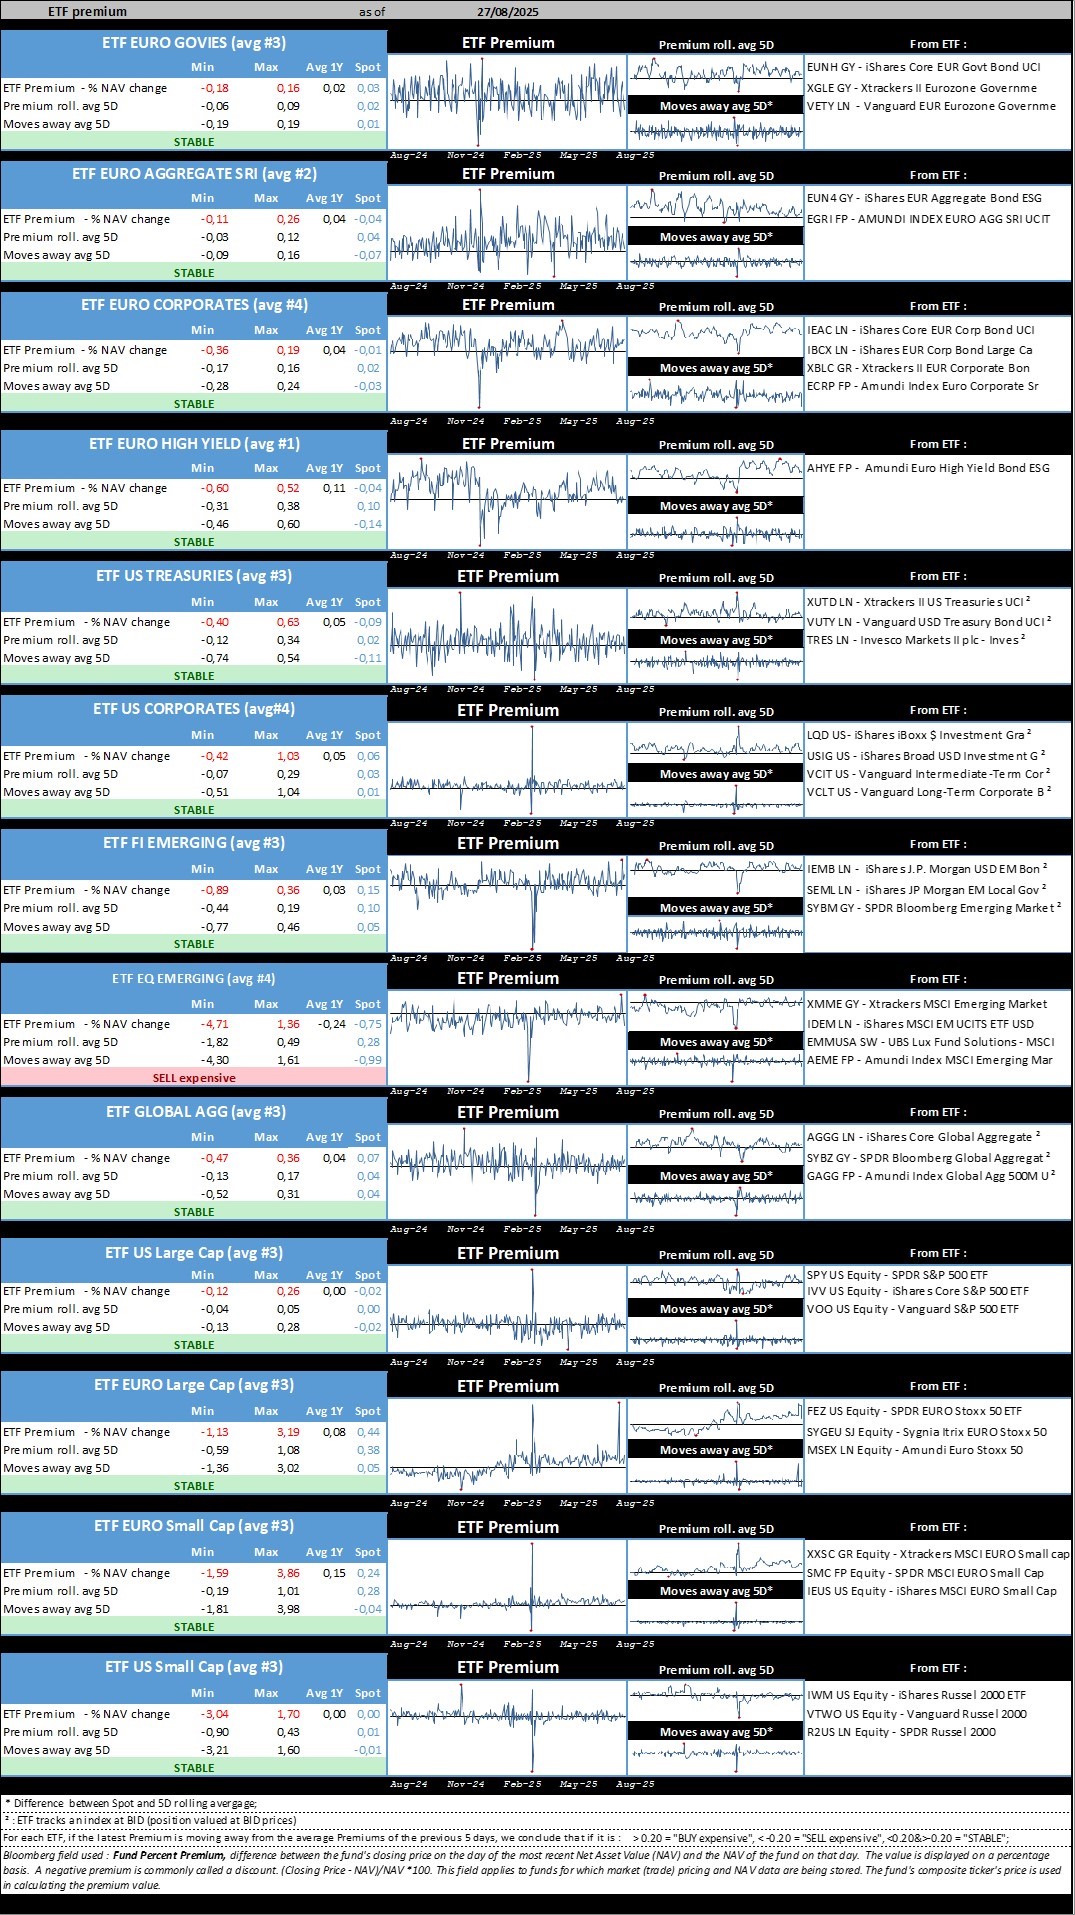 ETF premium as of 27/08/2025
ETF EURO GOVIES (avg #3) ETF Premium Premium roll. avg 5D From ETF :
Min Max Avg 1Y Spot
EUNH GY - iShares Core EUR Govt Bond UCI
ETF Premium - % NAV change -0,18 0,16 0,02 0,03 XGLE GY - Xtrackers II Eurozone Governme
Premium roll. avg 5D -0,06 0,09 0,02 Moves away avg 5D* VETY LN - Vanguard EUR Eurozone Governme
Moves away avg 5D -0,19 0,19 0,01
STABLE
Aug-24 Nov-24 Feb-25 May-25 Aug-25
ETF EURO AGGREGATE SRI (avg #2) ETF Premium Premium roll. avg 5D From ETF :
Min Max Avg 1Y Spot EUN4 GY - iShares EUR Aggregate Bond ESG
ETF Premium - % NAV change -0,11 0,26 0,04 -0,04 EGRI FP - AMUNDI INDEX EURO AGG SRI UCIT
Premium roll. avg 5D -0,03 0,12 0,04 Moves away avg 5D*
Moves away avg 5D -0,09 0,16 -0,07
STABLE
Aug-24 Nov-24 Feb-25 May-25 Aug-25
ETF EURO CORPORATES (avg #4) ETF Premium Premium roll. avg 5D From ETF :
Min Max Avg 1Y Spot IEAC LN - iShares Core EUR Corp Bond UCI
ETF Premium - % NAV change -0,36 0,19 0,04 -0,01 IBCX LN - iShares EUR Corp Bond Large Ca
Premium roll. avg 5D -0,17 0,16 0,02 Moves away avg 5D* XBLC GR - Xtrackers II EUR Corporate Bon
Moves away avg 5D -0,28 0,24 -0,03 ECRP FP - Amundi Index Euro Corporate Sr
STABLE
Aug-24 Nov-24 Feb-25 May-25 Aug-25
ETF EURO HIGH YIELD (avg #1) ETF Premium Premium roll. avg 5D From ETF :
Min Max Avg 1Y Spot AHYE FP - Amundi Euro High Yield Bond ESG
ETF Premium - % NAV change -0,60 0,52 0,11 -0,04
Premium roll. avg 5D -0,31 0,38 0,10 Moves away avg 5D*
Moves away avg 5D -0,46 0,60 -0,14
STABLE
Aug-24 Nov-24 Feb-25 May-25 Aug-25
ETF US TREASURIES (avg #3) ETF Premium Premium roll. avg 5D From ETF :
Min Max Avg 1Y Spot XUTD LN - Xtrackers II US Treasuries UCI ²
ETF Premium - % NAV change -0,40 0,63 0,05 -0,09 VUTY LN - Vanguard USD Treasury Bond UCI ²
Premium roll. avg 5D -0,12 0,34 0,02 Moves away avg 5D* TRES LN - Invesco Markets II plc - Inves ²
Moves away avg 5D -0,74 0,54 -0,11
STABLE
Aug-24 Nov-24 Feb-25 May-25 Aug-25
ETF US CORPORATES (avg#4) ETF Premium Premium roll. avg 5D From ETF :
Min Max Avg 1Y Spot LQD US- iShares iBoxx $ Investment Gra ²
ETF Premium - % NAV change -0,42 1,03 0,05 0,06 USIG US - iShares Broad USD Investment G ²
Premium roll. avg 5D -0,07 0,29 0,03 Moves away avg 5D* VCIT US - Vanguard Intermediate-Term Cor ²
Moves away avg 5D -0,51 1,04 0,01 VCLT US - Vanguard Long-Term Corporate B ²
STABLE
Aug-24 Nov-24 Feb-25 May-25 Aug-25
ETF FI EMERGING (avg #3) ETF Premium Premium roll. avg 5D From ETF :
Min Max Avg 1Y Spot IEMB LN - iShares J.P. Morgan USD EM Bon ²
ETF Premium - % NAV change -0,89 0,36 0,03 0,15 SEML LN - iShares JP Morgan EM Local Gov ²
Premium roll. avg 5D -0,44 0,19 0,10 Moves away avg 5D* SYBM GY - SPDR Bloomberg Emerging Market ²
Moves away avg 5D -0,77 0,46 0,05
STABLE
Aug-24 Nov-24 Feb-25 May-25 Aug-25
ETF EQ EMERGING (avg #4) ETF Premium Premium roll. avg 5D From ETF :
Min Max Avg 1Y Spot XMME GY - Xtrackers MSCI Emerging Market
ETF Premium - % NAV change -4,71 1,36 -0,24 -0,75 IDEM LN - iShares MSCI EM UCITS ETF USD
Premium roll. avg 5D -1,82 0,49 0,28 Moves away avg 5D* EMMUSA SW - UBS Lux Fund Solutions - MSCI
Moves away avg 5D -4,30 1,61 -0,99 AEME FP - Amundi Index MSCI Emerging Mar
SELL expensive
Aug-24 Nov-24 Feb-25 May-25 Aug-25
ETF GLOBAL AGG (avg #3) ETF Premium Premium roll. avg 5D From ETF :
Min Max Avg 1Y Spot AGGG LN - iShares Core Global Aggregate ²
ETF Premium - % NAV change -0,47 0,36 0,04 0,07 SYBZ GY - SPDR Bloomberg Global Aggregat ²
Premium roll. avg 5D -0,13 0,17 0,04 Moves away avg 5D* GAGG FP - Amundi Index Global Agg 500M U ²
Moves away avg 5D -0,52 0,31 0,04
STABLE
Aug-24 Nov-24 Feb-25 May-25 Aug-25
ETF US Large Cap (avg #3) ETF Premium Premium roll. avg 5D From ETF :
Min Max Avg 1Y Spot SPY US Equity - SPDR S&P 500 ETF
ETF Premium - % NAV change -0,12 0,26 0,00 -0,02 IVV US Equity - iShares Core S&P 500 ETF
Premium roll. avg 5D -0,04 0,05 0,00 Moves away avg 5D* VOO US Equity - Vanguard S&P 500 ETF
Moves away avg 5D -0,13 0,28 -0,02
STABLE
Aug-24 Nov-24 Feb-25 May-25 Aug-25
ETF EURO Large Cap (avg #3) ETF Premium Premium roll. avg 5D From ETF :
Min Max Avg 1Y Spot FEZ US Equity - SPDR EURO Stoxx 50 ETF
ETF Premium - % NAV change -1,13 3,19 0,08 0,44 SYGEU SJ Equity - Sygnia Itrix EURO Stoxx 50
Premium roll. avg 5D -0,59 1,08 0,38 Moves away avg 5D* MSEX LN Equity - Amundi Euro Stoxx 50
Moves away avg 5D -1,36 3,02 0,05
STABLE
Aug-24 Nov-24 Feb-25 May-25 Aug-25
ETF EURO Small Cap (avg #3) ETF Premium Premium roll. avg 5D From ETF :
Min Max Avg 1Y Spot XXSC GR Equity - Xtrackers MSCI EURO Small cap
ETF Premium - % NAV change -1,59 3,86 0,15 0,24 SMC FP Equity - SPDR MSCI EURO Small Cap
Premium roll. avg 5D -0,19 1,01 0,28 Moves away avg 5D* IEUS US Equity - iShares MSCI EURO Small Cap
Moves away avg 5D -1,81 3,98 -0,04
STABLE
Aug-24 Nov-24 Feb-25 May-25 Aug-25
ETF US Small Cap (avg #3) ETF Premium Premium roll. avg 5D From ETF :
Min Max Avg 1Y Spot IWM US Equity - iShares Russel 2000 ETF
ETF Premium - % NAV change -3,04 1,70 0,00 0,00 VTWO US Equity - Vanguard Russel 2000
Premium roll. avg 5D -0,90 0,43 0,01 Moves away avg 5D* R2US LN Equity - SPDR Russel 2000
Moves away avg 5D -3,21 1,60 -0,01
STABLE
Aug-24 Nov-24 Feb-25 May-25 Aug-25
* Difference between Spot and 5D rolling avergage;
² : ETF tracks an index at BID (position valued at BID prices)
For each ETF, if the latest Premium is moving away from the average Premiums of the previous 5 days, we conclude that if it is : > 0.20 = "BUY expensive", < -0.20 = "SELL expensive", <0.20&>-0.20 = "STABLE";
Bloomberg field used : Fund Percent Premium, difference between the fund's closing price on the day of the most recent Net Asset Value (NAV) and the NAV of the fund on that day. The value is displayed on a percentage
basis. A negative premium is commonly called a discount. (Closing Price - NAV)/NAV *100. This field applies to funds for which market (trade) pricing and NAV data are being stored. The fund's composite ticker's price is used
in calculating the premium value.